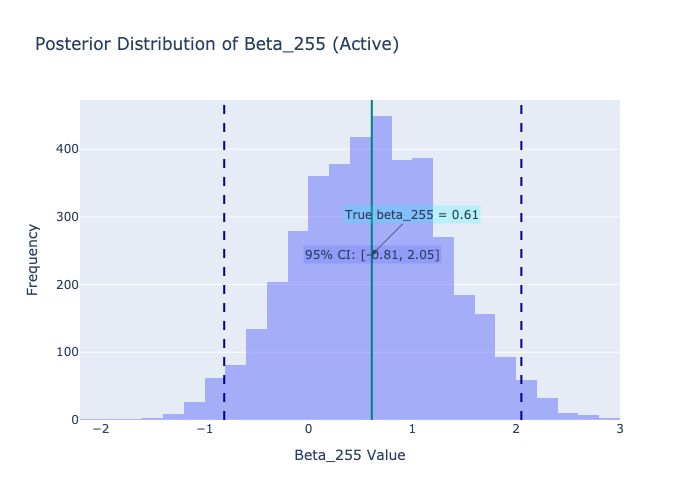 Posterior Distribution of Beta_255 (Active)
Frequency
400
300
200
100
0
True beta_255 = 0.61
95% CI: [-0.81, 2.05]
−2
−1
0
1
2
3
Beta_255 Value